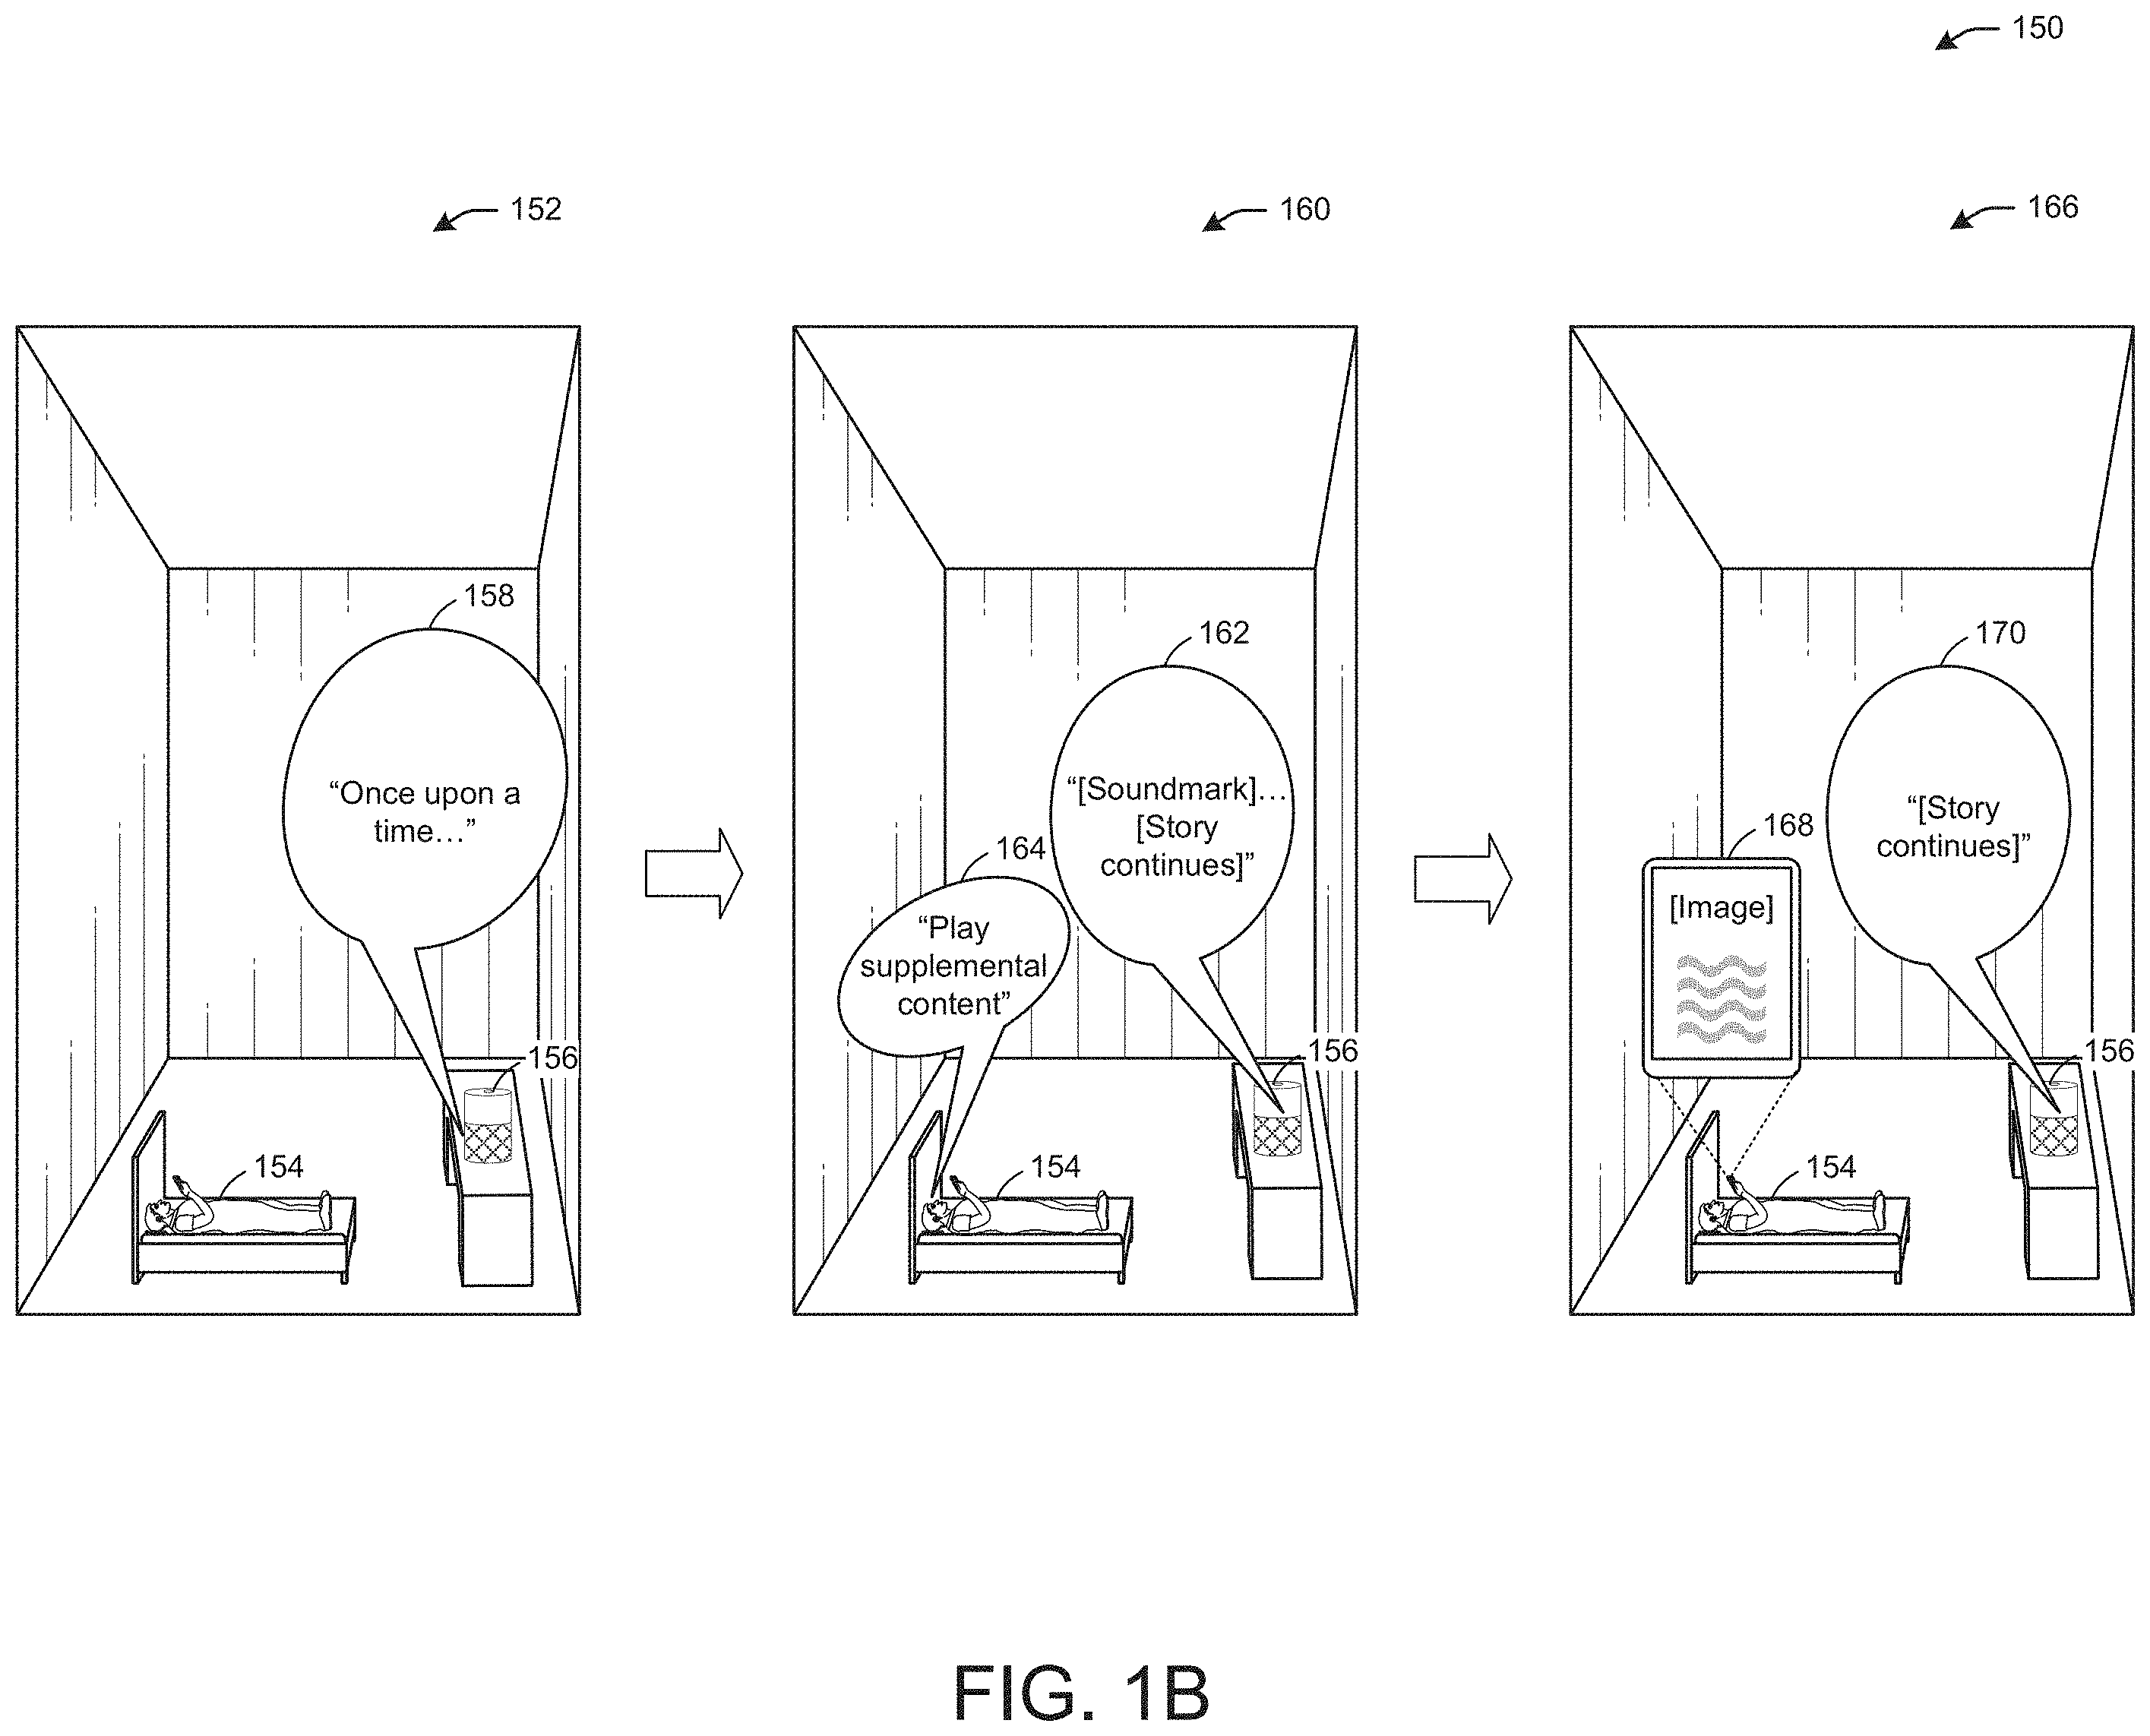 150
152
160
166
158
“Once upon a
time…”
156
154
162
“[Soundmark]…
[Story
continues]”
164
“Play
supplemental
content”
156
154
170
“[Story
continues]”
168
[Image]
156
154
FIG. 1B